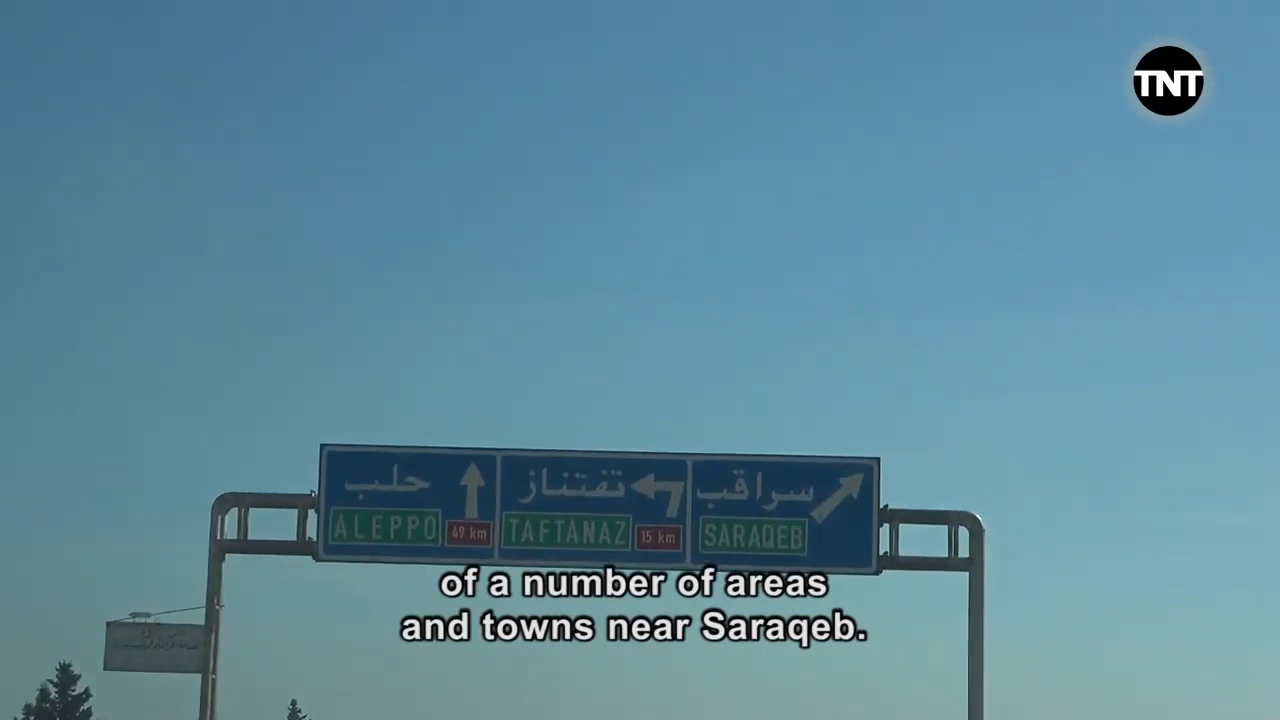 TNT
حلب
ALEPPO
49 km
تفتناز
TAFTANAZ
15 km
سراقب
SARAQEB
of a number of areas
and towns near Saraqeb.